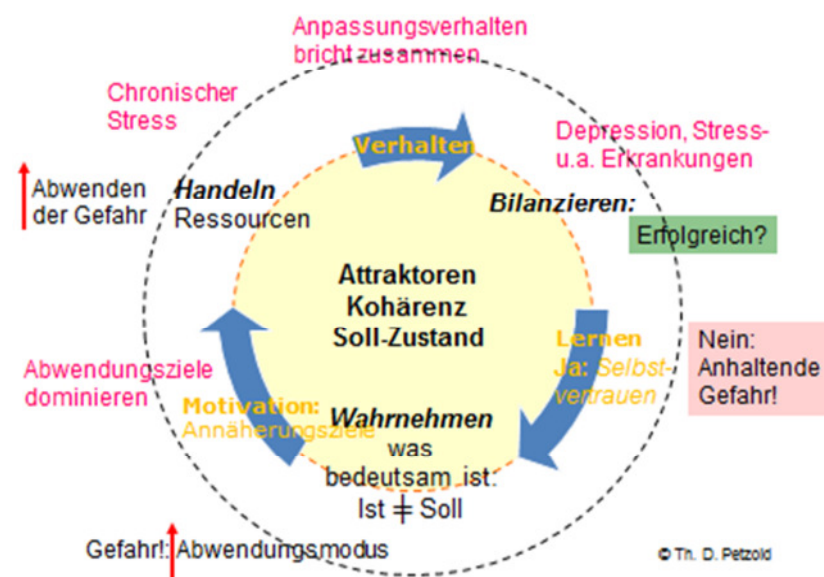 Anpassungsverhalten
bricht zusammen
Chronischer
Stress
Verhalten
Depression, Stress-
u.a. Erkrankungen
Abwenden
der Gefahr
Handeln
Ressourcen
Bilanzieren:
Erfolgreich?
Attraktoren
Kohärenz
Soll-Zustand
Lernen
Ja: Selbst-
vertrauen
Nein:
Anhaltende
Gefahr!
Abwendungsziele
dominieren
Motivation:
Annäherungsziele
Wahrnehmen
was
bedeutsam ist:
Ist ╪ Soll
Gefahr!: Abwendungsmodus
© Th. D. Petzold